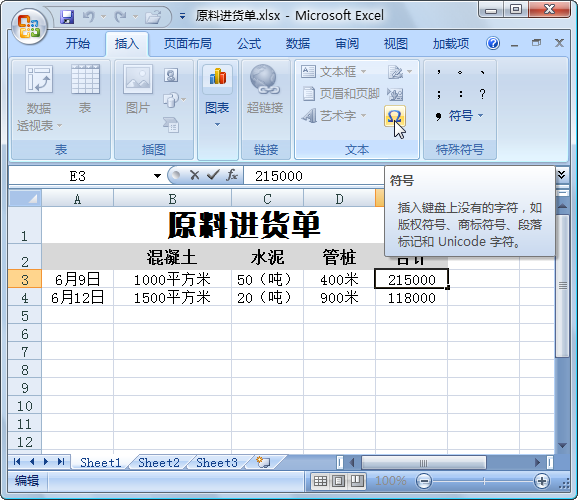 原料进货单.xlsx - Microsoft Excel
开始 插入 页面布局 公式 数据 审阅 视图 加载项
数据透视表 表 图片 图表 超链接 文本框 页眉和页脚 艺术字 Ω , 。 、 ; : ? , 符号
表 插图 链接 文本 特殊符号
E3 fx 215000
符号
插入键盘上没有的字符，如
版权符号、商标符号、段落
标记和 Unicode 字符。
A B C D
1 原料进货单
2 混凝土 水泥 管桩 合计
3 6月9日 1000平方米 50（吨） 400米 215000
4 6月12日 1500平方米 20（吨） 900米 118000
5
6
7
8
9
10
11
12
Sheet1 Sheet2 Sheet3
编辑 100%